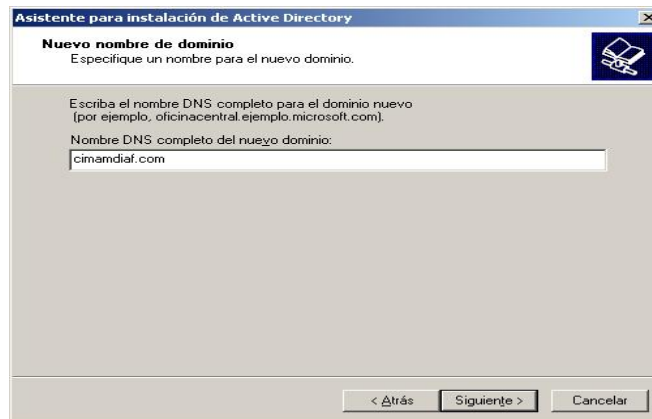 Asistente para instalación de Active Directory
Nuevo nombre de dominio
Especifique un nombre para el nuevo dominio.
Escriba el nombre DNS completo para el dominio nuevo
(por ejemplo, oficinacentral.ejemplo.microsoft.com).
Nombre DNS completo del nuevo dominio:
cimamdiaf.com
< Atrás
Siguiente >
Cancelar